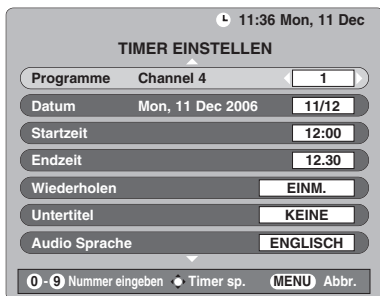 11:36 Mon, 11 Dec
TIMER EINSTELLEN
Programme Channel 4 1
Datum Mon, 11 Dec 2006 11/12
Startzeit 12:00
Endzeit 12.30
Wiederholen EINM.
Untertitel KEINE
Audio Sprache ENGLISCH
0-9 Nummer eingeben Timer sp. MENU Abbr.